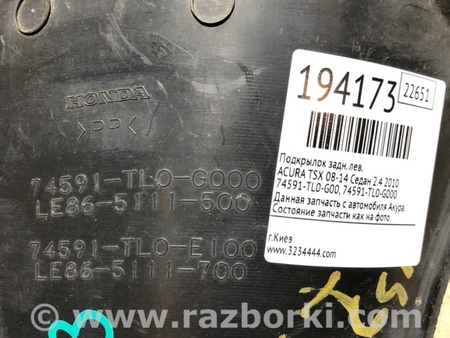 HONDA
>PP<
74591-TL0-G000
LE86-5111-500
74591-TL0-E100
LE86-5111-700
194173
22651
Подкрылок задн.лев.
ACURA TSX 08-14 Седан 2.4 2010
74591-TL0-G00, 74591-TL0-G000
Данная запчасть с автомобиля Акура.
Состояние запчасти как на фото.
г.Киев
www.3234444.com
© www.razborki.com/